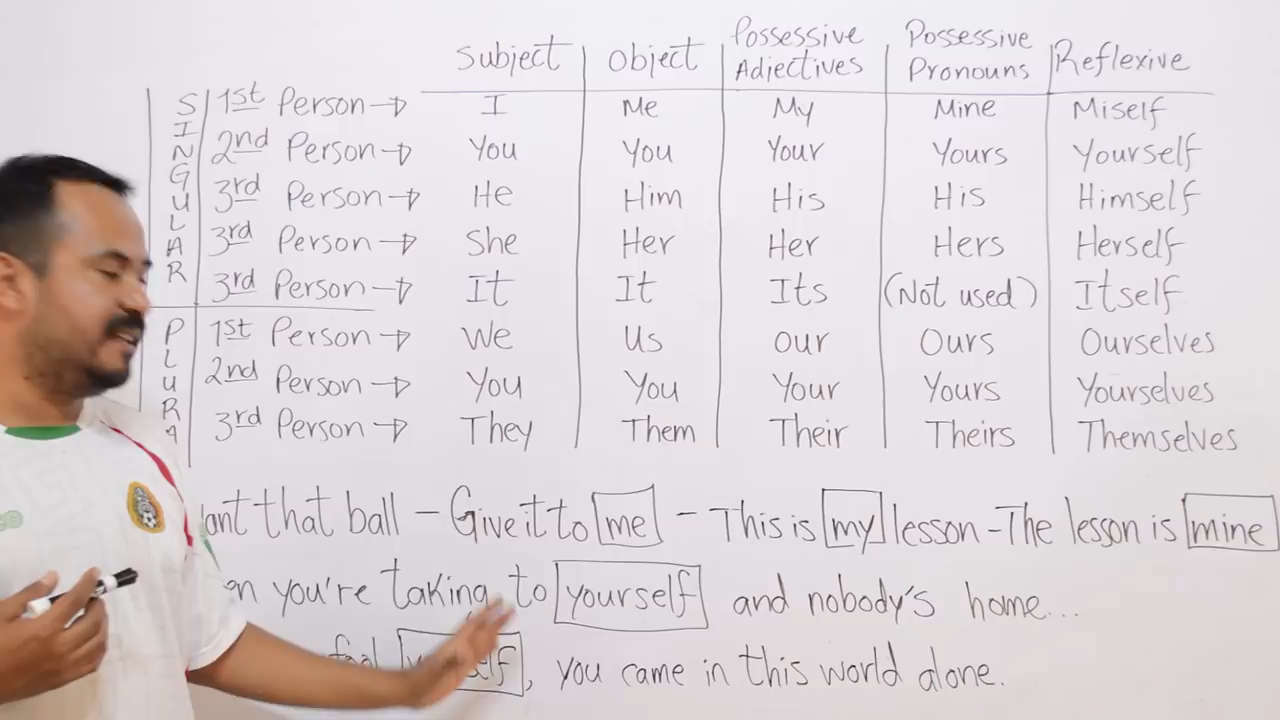 Subject Object Possessive Adjectives Possessive Pronouns Reflexive
SINGULAR
1st Person I Me My Mine Miself
2nd Person You You Your Yours Yourself
3rd Person He Him His His Himself
3rd Person She Her Her Hers Herself
3rd Person It It Its (Not used) Itself
PLURA
1st Person We Us Our Ours Ourselves
2nd Person You You Your Yours Yourselves
3rd Person They Them Their Theirs Themselves
that ball - Give it to me - This is my lesson - The lesson is mine
you're taking to yourself and nobody's home...
, you came in this world alone.